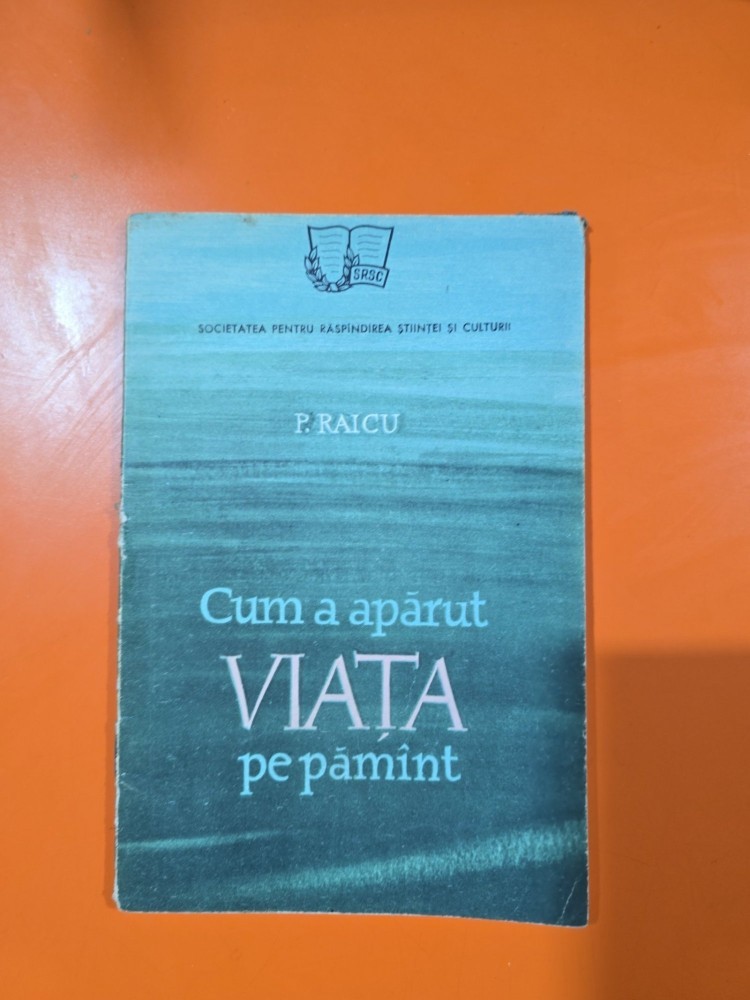 SRSC
SOCIETATEA PENTRU RĂSPÎNDIREA ȘTIINȚEI ȘI CULTURII
P. RAICU
Cum a apărut
VIAȚA
pe pămînt